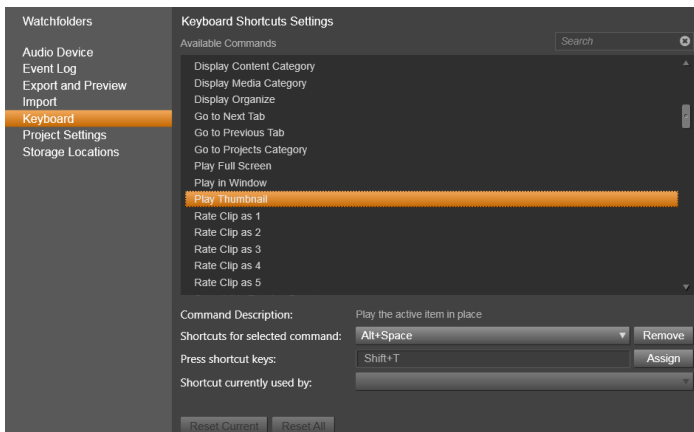 Watchfolders
Audio Device
Event Log
Export and Preview
Import
Keyboard
Project Settings
Storage Locations
Keyboard Shortcuts Settings
Available Commands
Search
Display Content Category
Display Media Category
Display Organize
Go to Next Tab
Go to Previous Tab
Go to Projects Category
Play Full Screen
Play in Window
Play Thumbnail
Rate Clip as 1
Rate Clip as 2
Rate Clip as 3
Rate Clip as 4
Rate Clip as 5
Command Description: Play the active item in place
Shortcuts for selected command: Alt+Space Remove
Press shortcut keys: Shift+T Assign
Shortcut currently used by:
Reset Current Reset All